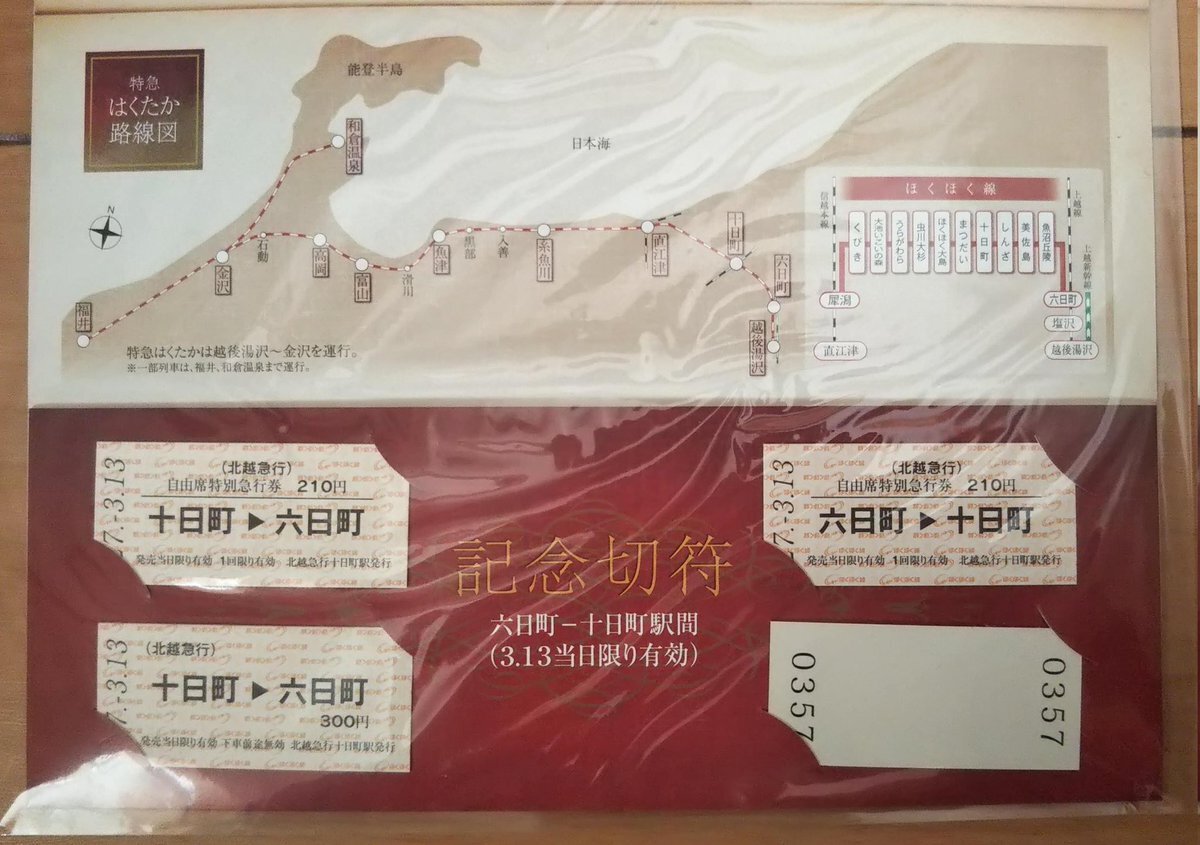 特急
はくたか
路線図
能登半島
日本海
N
和倉温泉
福井
金沢
石動
高岡
富山
滑川
魚津
黒部
入善
糸魚川
直江津
十日町
六日町
越後湯沢
特急はくたかは越後湯沢～金沢を運行。
※一部列車は、福井、和倉温泉まで運行。
ほくほく線
信越本線
上越線
上越新幹線
くびき
大池いこいの森
うらがわら
虫川大杉
ほくほく大島
まつだい
十日町
しんざ
美佐島
魚沼丘陵
犀潟
直江津
六日町
塩沢
越後湯沢
7.-3.13
(北越急行)
自由席特別急行券 210円
十日町▶六日町
発売当日限り有効 1回限り有効 北越急行十日町駅発行
7.-3.13
(北越急行)
自由席特別急行券 210円
六日町▶十日町
発売当日限り有効 1回限り有効 北越急行十日町駅発行
記念切符
六日町－十日町駅間
(3.13当日限り有効)
7.-3.13
(北越急行)
十日町▶六日町
300円
発売当日限り有効 下車前途無効 北越急行十日町駅発行
0357
0357